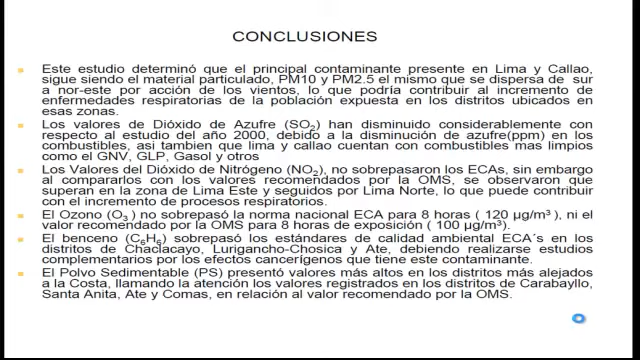 CONCLUSIONES
Este estudio determinó que el principal contaminante presente en Lima y Callao,
sigue siendo el material particulado, PM10 y PM2.5 el mismo que se dispersa de sur
a nor-este por acción de los vientos, lo que podría contribuir al incremento de
enfermedades respiratorias de la población expuesta en los distritos ubicados en
esas zonas.
Los valores de Dióxido de Azufre (SO₂) han disminuido considerablemente con
respecto al estudio del año 2000, debido a la disminución de azufre(ppm) en los
combustibles, asi tambien que lima y callao cuentan con combustibles mas limpios
como el GNV, GLP, Gasol y otros
Los Valores del Dióxido de Nitrógeno (NO₂), no sobrepasaron los ECAs, sin embargo
al compararlos con los valores recomendados por la OMS, se observaron que
superan en la zona de Lima Este y seguidos por Lima Norte, lo que puede contribuir
con el incremento de procesos respiratorios.
El Ozono (O₃) no sobrepasó la norma nacional ECA para 8 horas ( 120 µg/m³), ni el
valor recomendado por la OMS para 8 horas de exposición ( 100 µg/m³).
El benceno (C₆H₆) sobrepasó los estándares de calidad ambiental ECA´s en los
distritos de Chaclacayo, Lurigancho-Chosica y Ate, debiendo realizarse estudios
complementarios por los efectos cancerígenos que tiene este contaminante.
El Polvo Sedimentable (PS) presentó valores más altos en los distritos más alejados
a la Costa, llamando la atención los valores registrados en los distritos de Carabayllo,
Santa Anita, Ate y Comas, en relación al valor recomendado por la OMS.